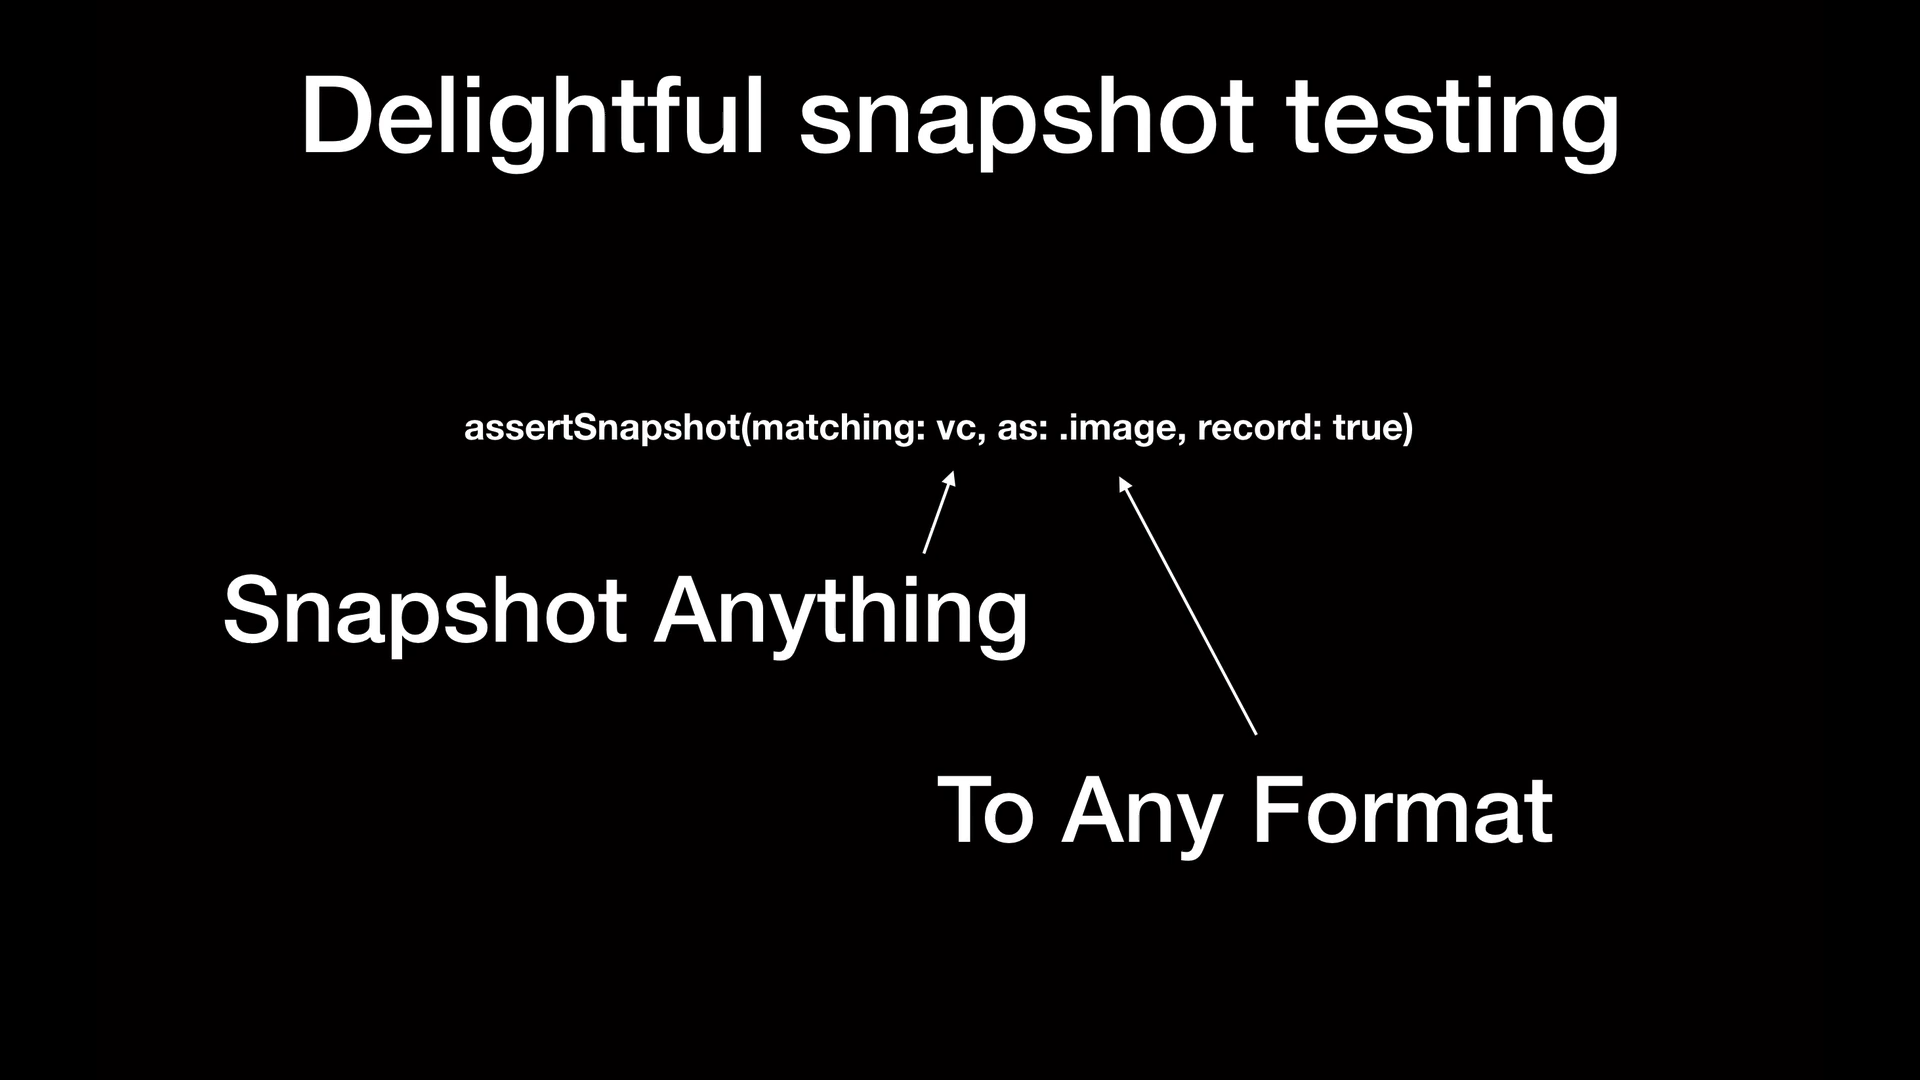 Delightful snapshot testing
assertSnapshot(matching: vc, as: .image, record: true)
Snapshot Anything
To Any Format